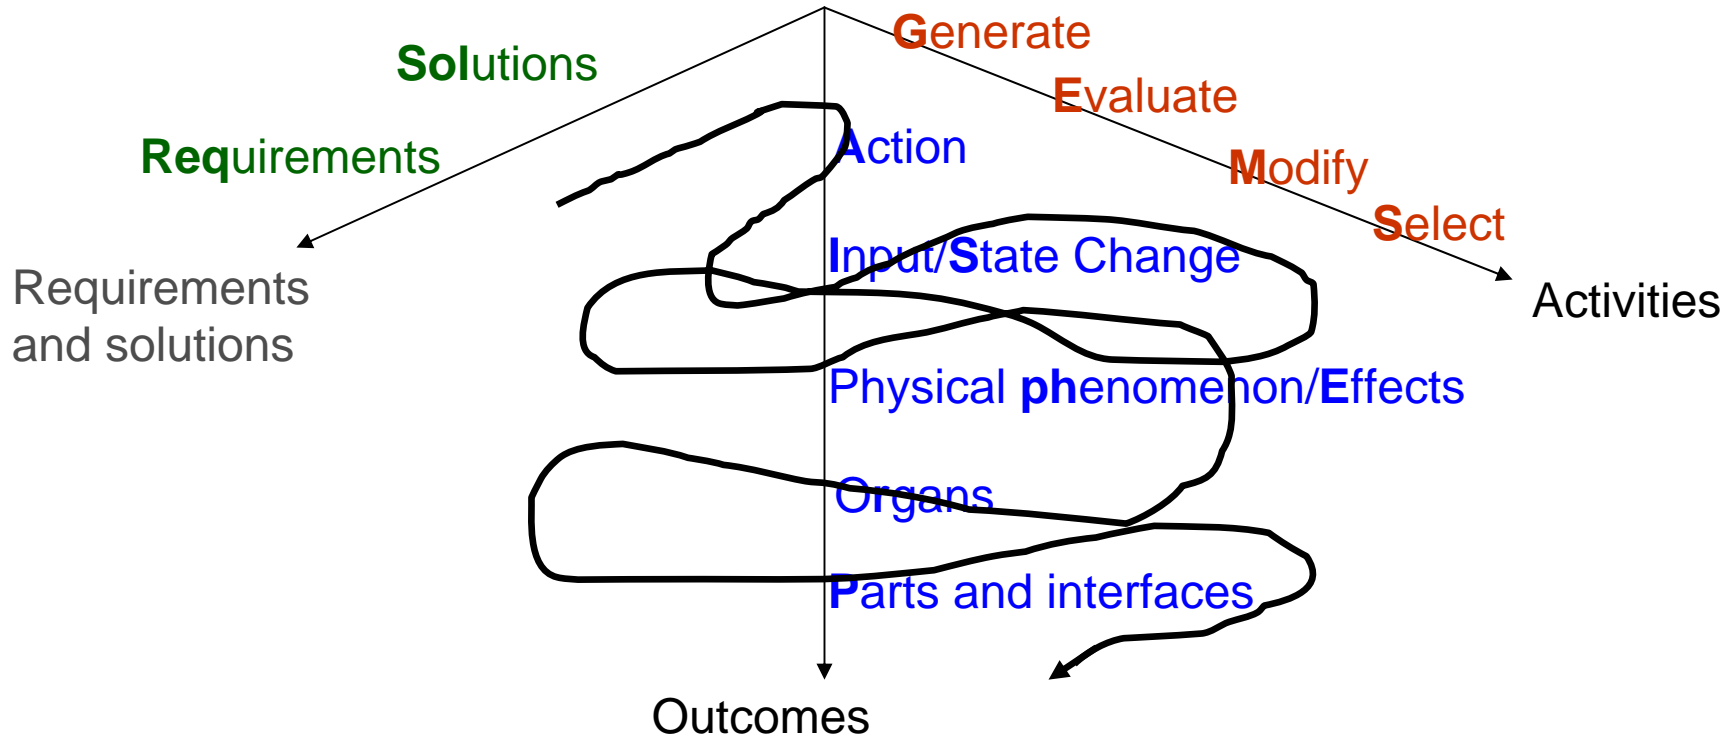 Solutions
Requirements
Requirements
and solutions
Generate
Evaluate
Modify
Select
Activities
Action
Input/State Change
Physical phenomenon/Effects
Organs
Parts and interfaces
Outcomes